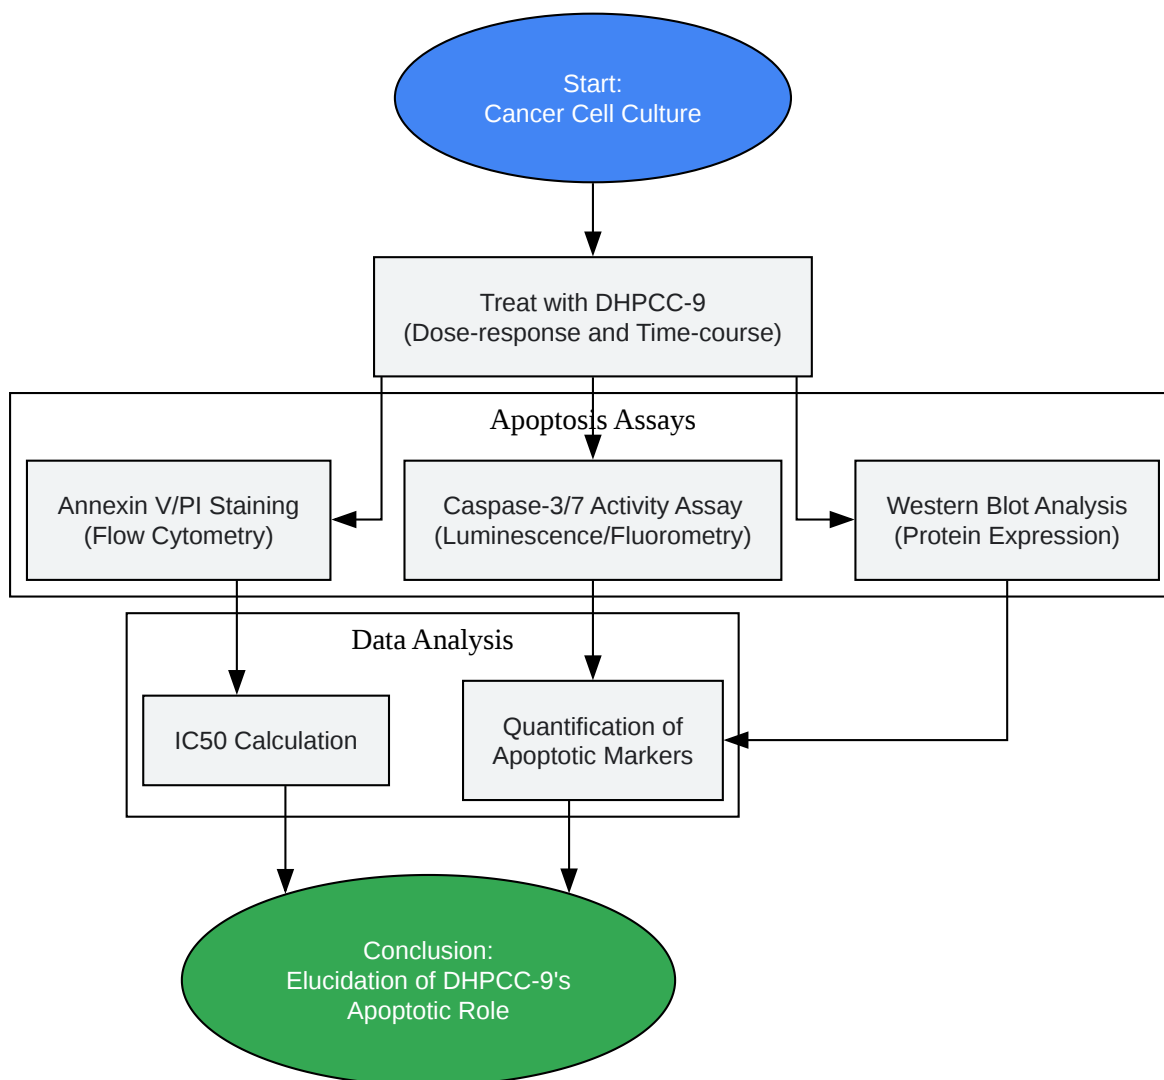 Start:
Cancer Cell Culture
Treat with DHPCC-9
(Dose-response and Time-course)
Apoptosis Assays
Annexin V/PI Staining
(Flow Cytometry)
Caspase-3/7 Activity Assay
(Luminescence/Fluorometry)
Western Blot Analysis
(Protein Expression)
Data Analysis
IC50 Calculation
Quantification of
Apoptotic Markers
Conclusion:
Elucidation of DHPCC-9's
Apoptotic Role